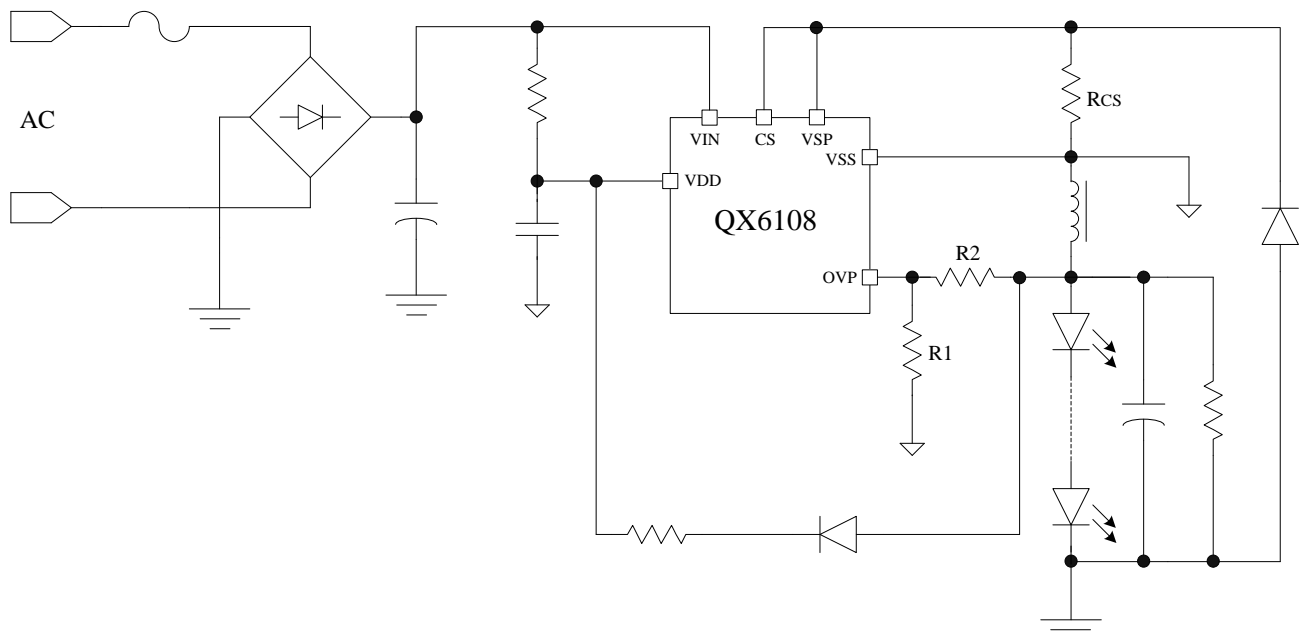 AC
RCS
VIN
CS
VSP
VSS
VDD
QX6108
OVP
R2
R1